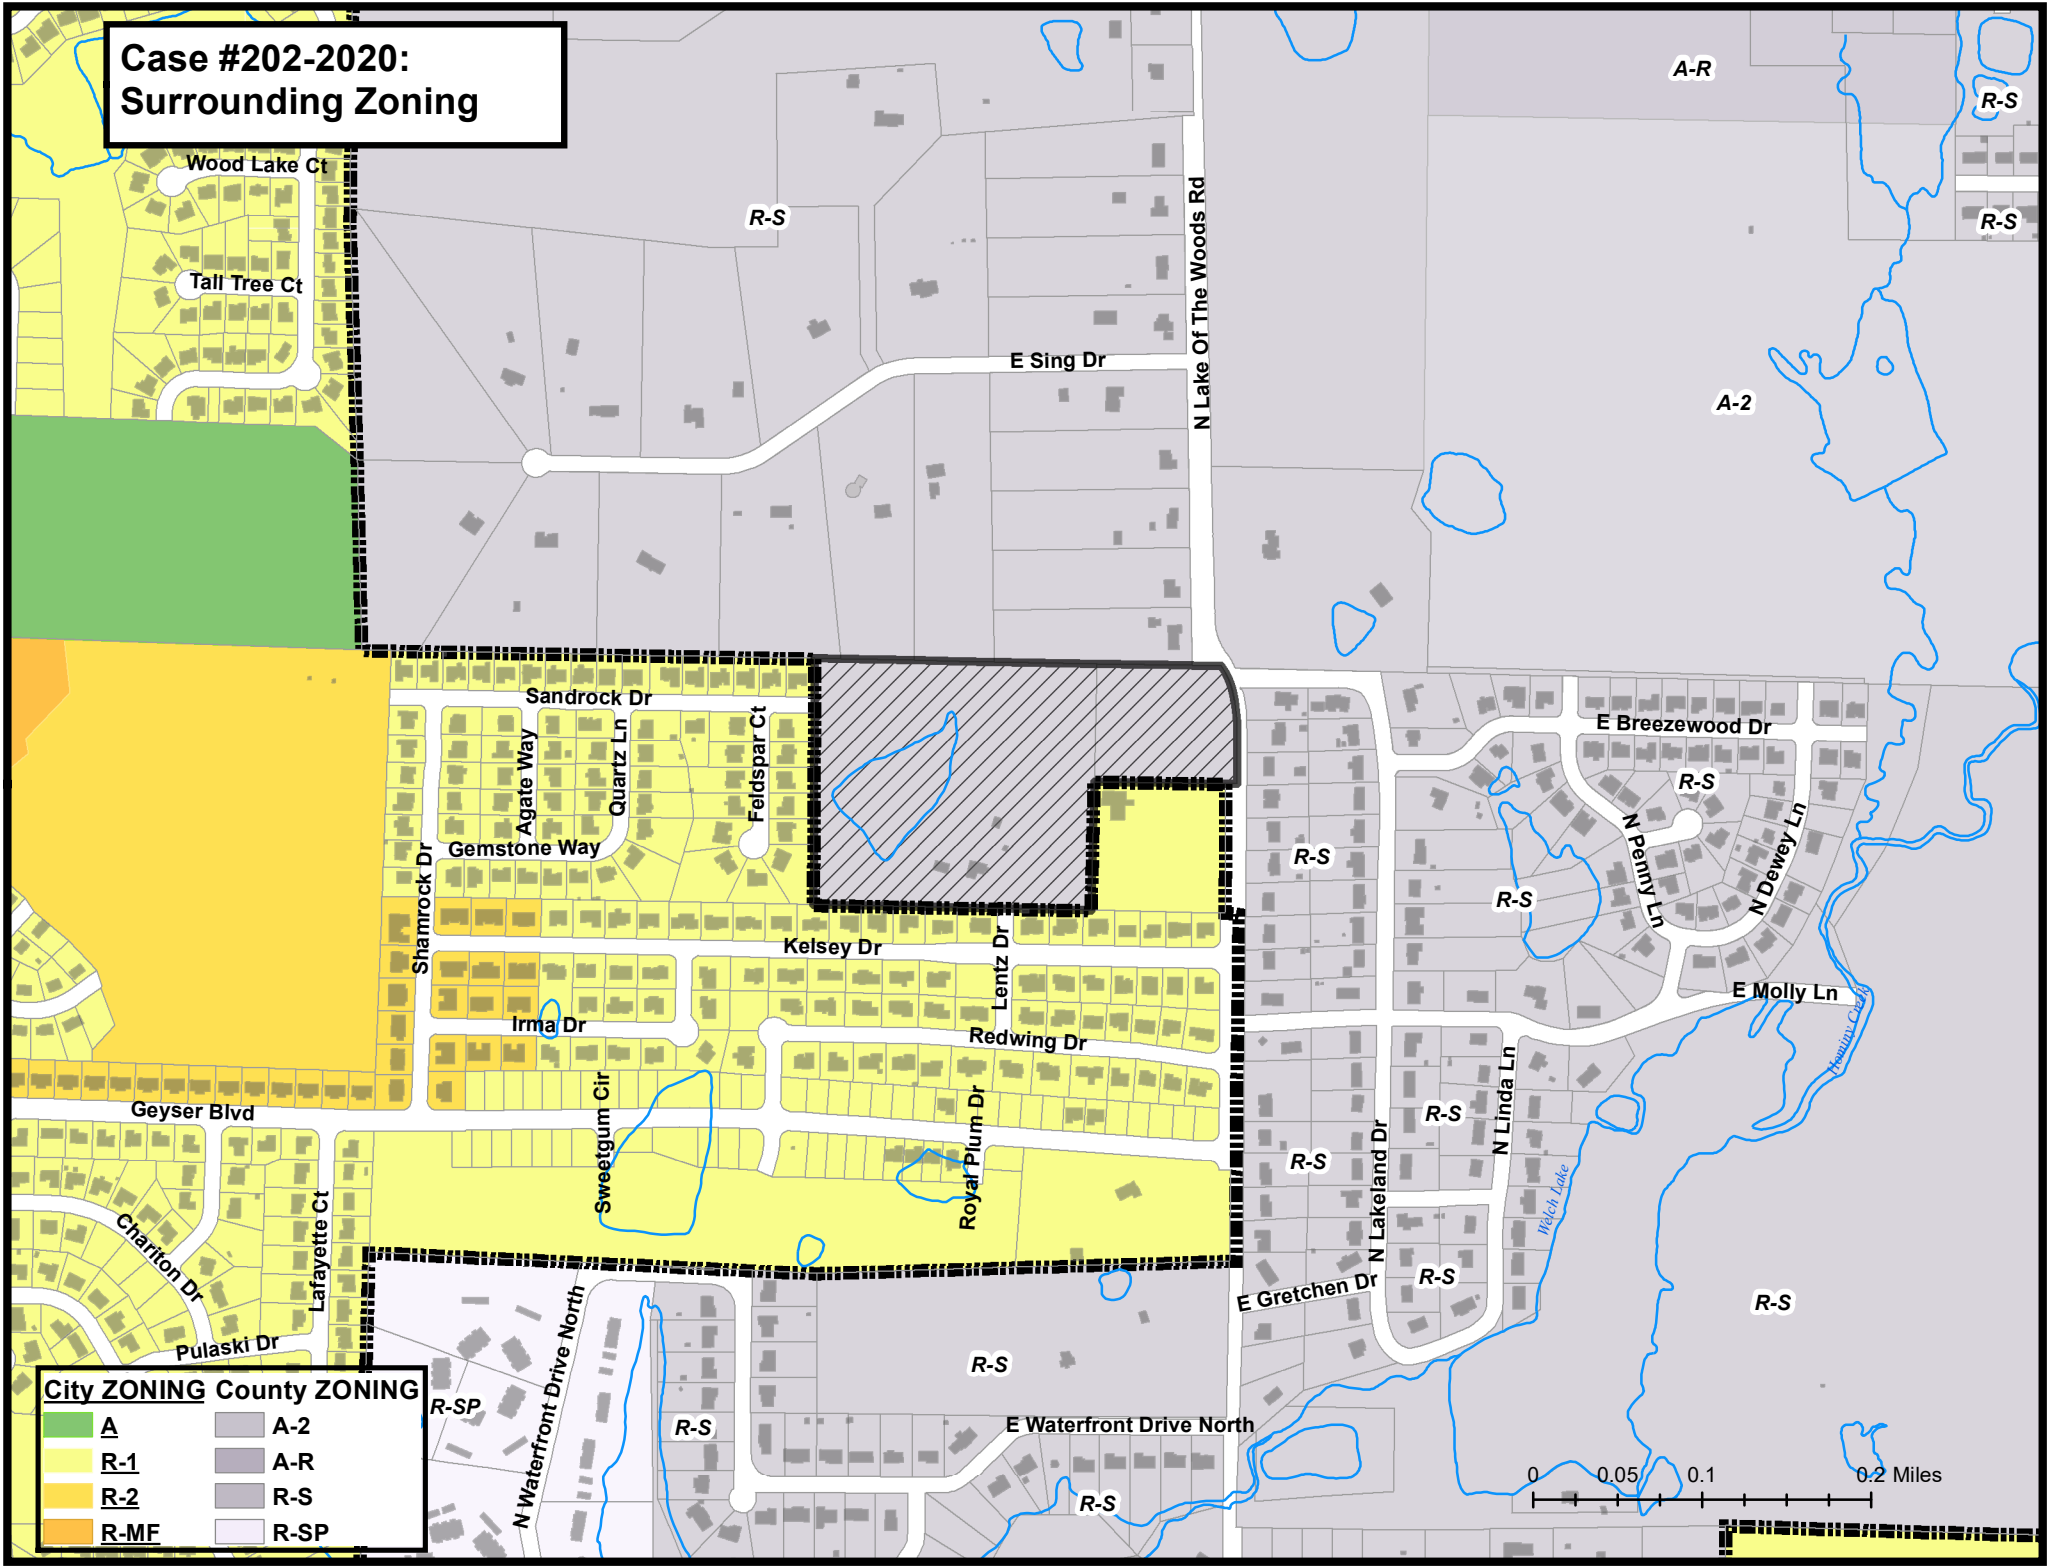 Case #202-2020:
Surrounding Zoning
A-R
R-S
Wood Lake Ct
R-S
R-S
Tall Tree Ct
N Lake Of The Woods Rd
E Sing Dr
A-2
Sandrock Dr
Agate Way
Quartz Ln
Feldspar Ct
Gemstone Way
Shamrock Dr
E Breezewood Dr
R-S
R-S
R-S
N Penny Ln
N Dewey Ln
Kelsey Dr
Lentz Dr
E Molly Ln
Hominy Creek
Irma Dr
Redwing Dr
Geyser Blvd
Sweetgum Cir
Royal Plum Dr
N Linda Ln
R-S
R-S
N Lakeland Dr
Welch Lake
Chariton Dr
Lafayette Ct
E Gretchen Dr
R-S
R-S
Pulaski Dr
N Waterfront Drive North
R-S
R-SP
R-S
E Waterfront Drive North
R-S
City ZONING County ZONING
A A-2
R-1 A-R
R-2 R-S
R-MF R-SP
0 0.05 0.1 0.2 Miles